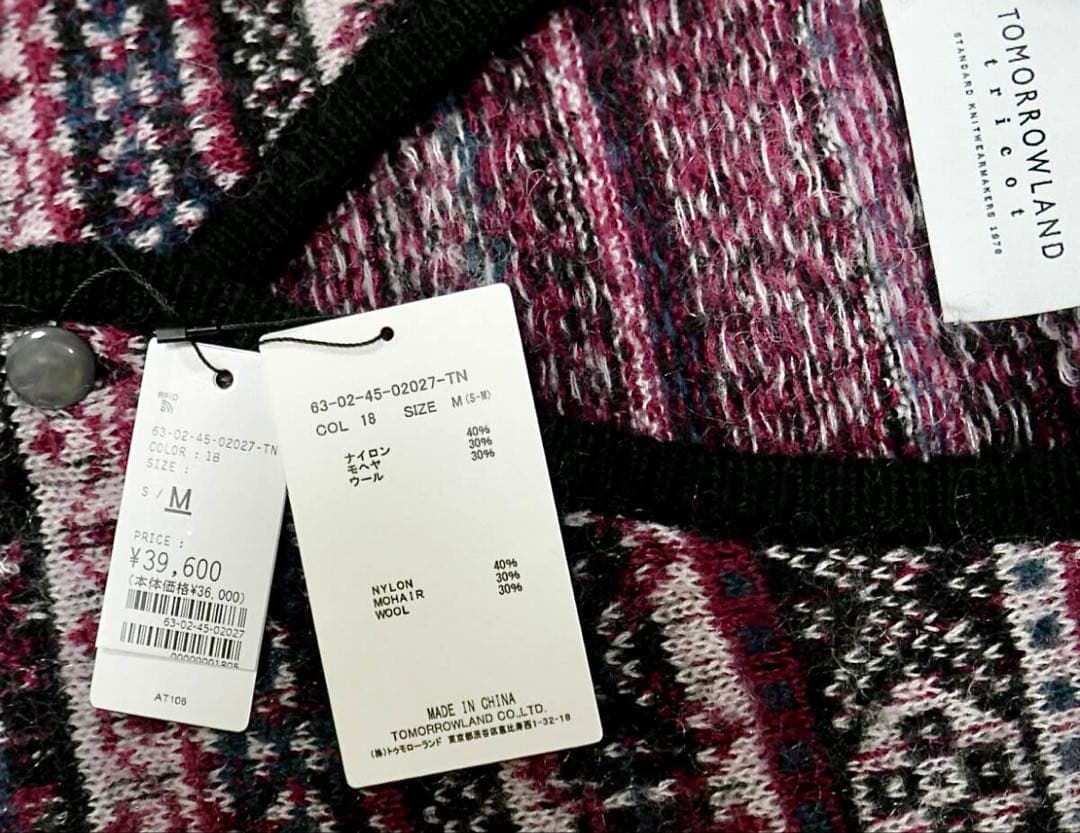 TOMORROWLAND
tricot
STANDARD KNITWEARMAKERS 1978
RFID
63-02-45-02027-TN
COLOR : 18
SIZE :
S / M
PRICE :
¥39,600
(本体価格¥36,000)
63-02-45-02027
00000001805
AT108
63-02-45-02027-TN
COL 18 SIZE M(S-M)
ナイロン 40%
モヘヤ 30%
ウール 30%
NYLON 40%
MOHAIR 30%
WOOL 30%
MADE IN CHINA
TOMORROWLAND CO.,LTD.
(株)トゥモローランド 東京都渋谷区恵比寿西1-32-18